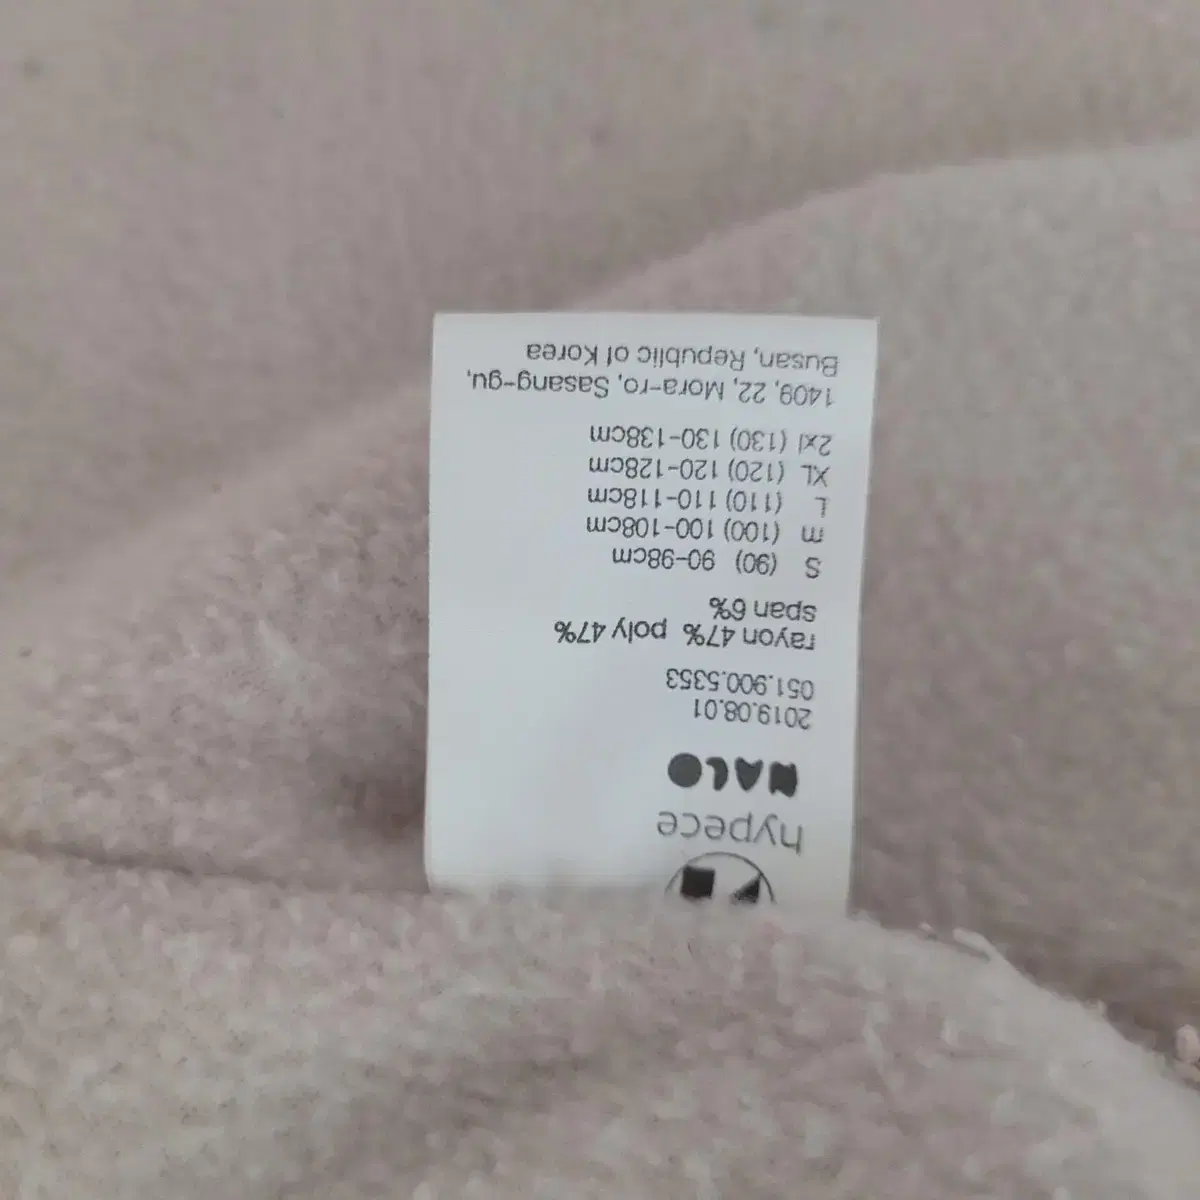 hypece
HALO
2019.08.01
051.900.5353
rayon 47% poly 47%
span 6%
S (90) 90-98cm
m (100) 100-108cm
L (110) 110-118cm
XL (120) 120-128cm
2xl (130) 130-138cm
1409, 22, Mora-ro, Sasang-gu,
Busan, Republic of Korea